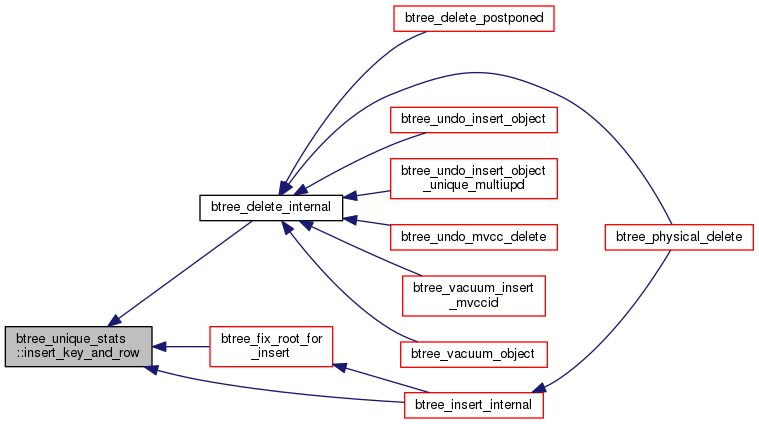 btree_delete_postponed
btree_undo_insert_object
btree_undo_insert_object
_unique_multiupd
btree_delete_internal
btree_undo_mvcc_delete
btree_physical_delete
btree_vacuum_insert
_mvccid
btree_unique_stats
::insert_key_and_row
btree_fix_root_for
_insert
btree_vacuum_object
btree_insert_internal